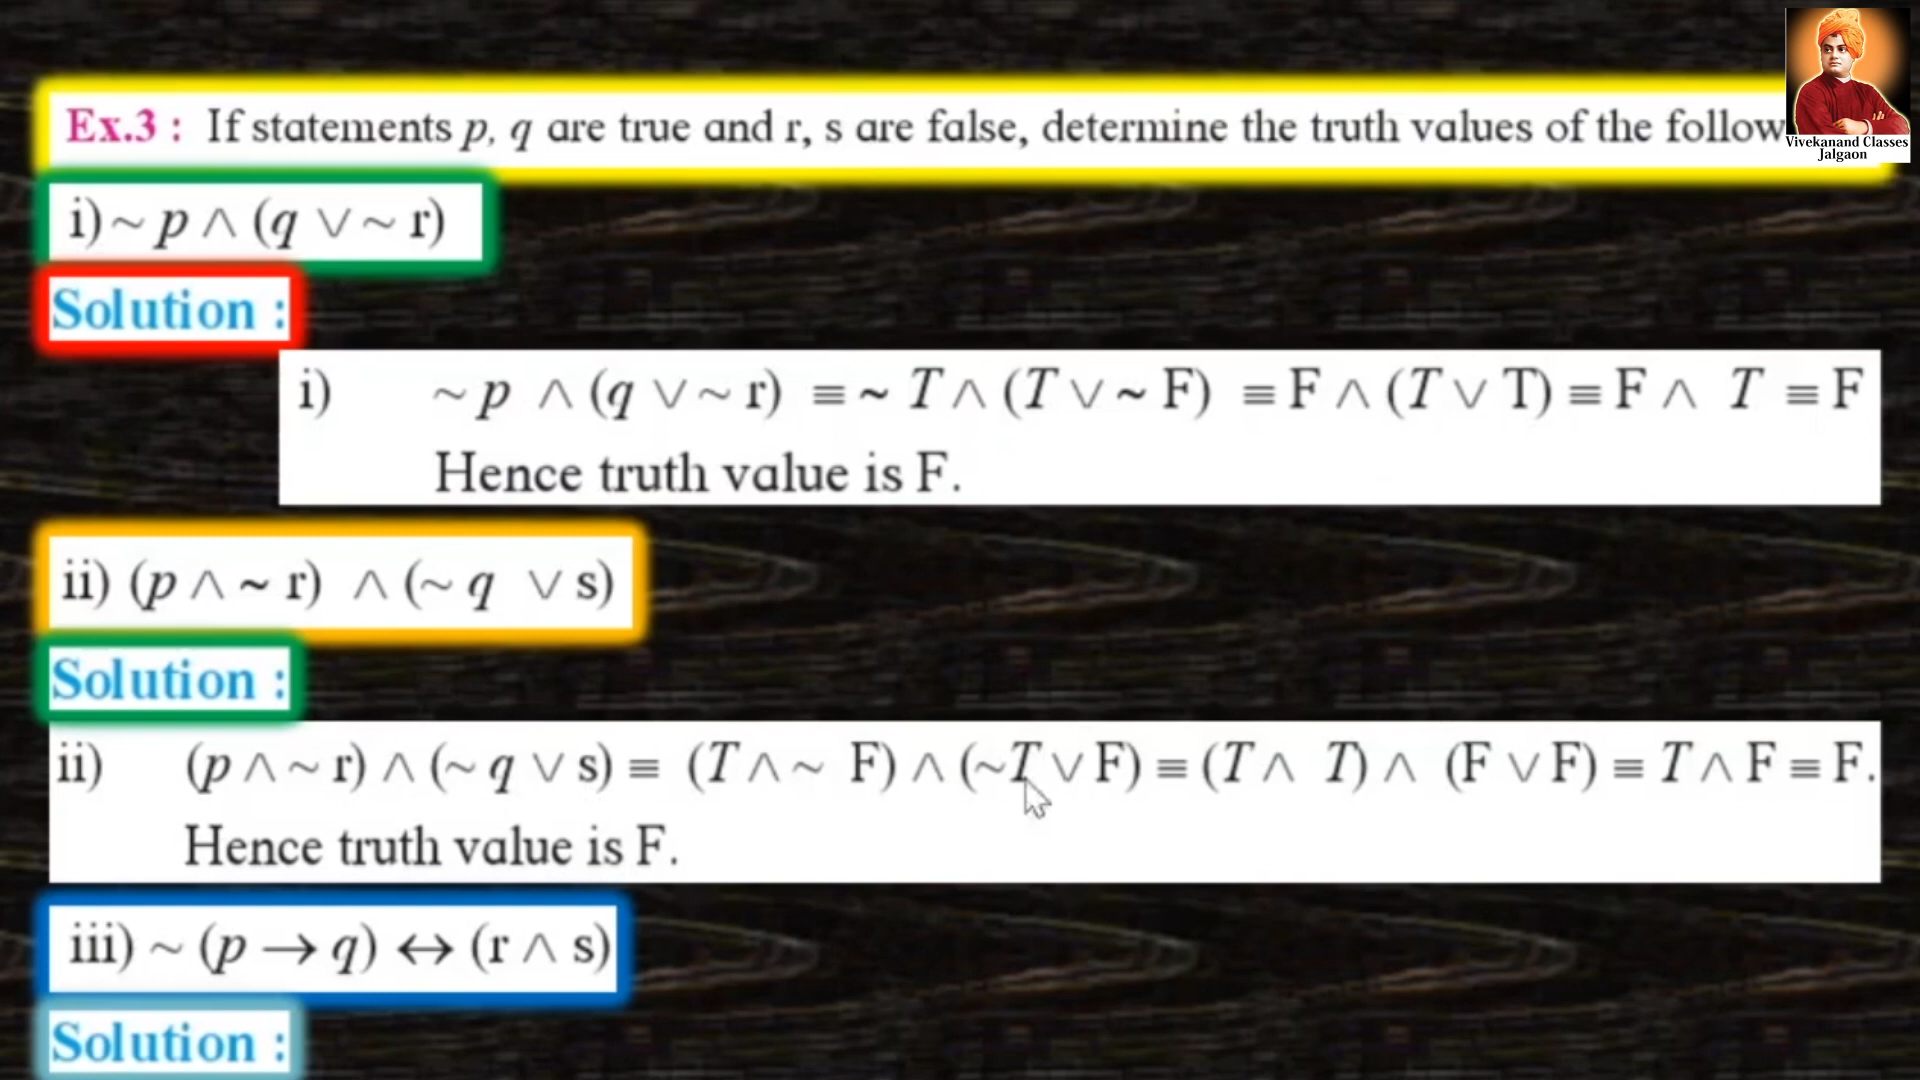 Ex.3 : If statements p, q are true and r, s are false, determine the truth values of the follow
Vivekanand Classes
Jalgaon
i) ~ p ∧ (q ∨ ~ r)
Solution :
i) ~ p ∧ (q ∨ ~ r) ≡ ~ T ∧ (T ∨ ~ F) ≡ F ∧ (T ∨ T) ≡ F ∧ T ≡ F
Hence truth value is F.
ii) (p ∧ ~ r) ∧ (~ q ∨ s)
Solution :
ii) (p ∧ ~ r) ∧ (~ q ∨ s) ≡ (T ∧ ~ F) ∧ (~T ∨ F) ≡ (T ∧ T) ∧ (F ∨ F) ≡ T ∧ F ≡ F.
Hence truth value is F.
iii) ~ (p → q) ↔ (r ∧ s)
Solution :